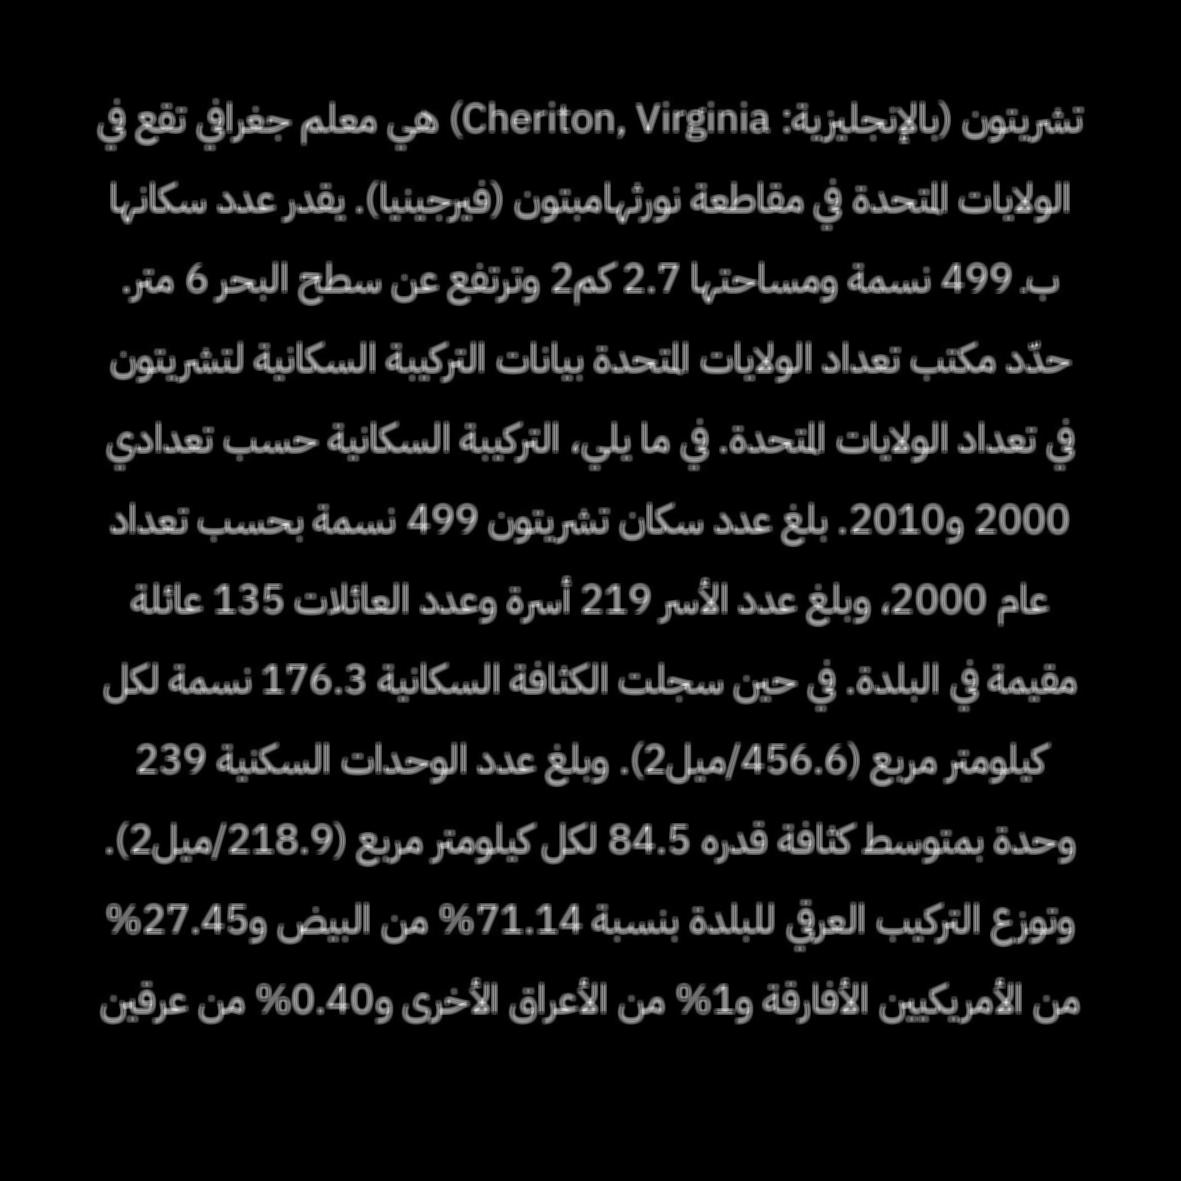 تشريتون (بالإنجليزية: Cheriton, Virginia) هي معلم جغرافي تقع في
الولايات المتحدة في مقاطعة نورثهامبتون (فيرجينيا). يقدر عدد سكانها
ب. 499 نسمة ومساحتها 2.7 كم2 وترتفع عن سطح البحر 6 متر.
حدّد مكتب تعداد الولايات المتحدة بيانات التركيبة السكانية لتشريتون
في تعداد الولايات المتحدة. في ما يلي، التركيبة السكانية حسب تعدادي
2000 و2010. بلغ عدد سكان تشريتون 499 نسمة بحسب تعداد
عام 2000، وبلغ عدد الأسر 219 أسرة وعدد العائلات 135 عائلة
مقيمة في البلدة. في حين سجلت الكثافة السكانية 176.3 نسمة لكل
كيلومتر مربع (456.6/ميل2). وبلغ عدد الوحدات السكنية 239
وحدة بمتوسط كثافة قدره 84.5 لكل كيلومتر مربع (218.9/ميل2).
وتوزع التركيب العرقي للبلدة بنسبة 71.14% من البيض و27.45%
من الأمريكيين الأفارقة و1% من الأعراق الأخرى و0.40% من عرقين